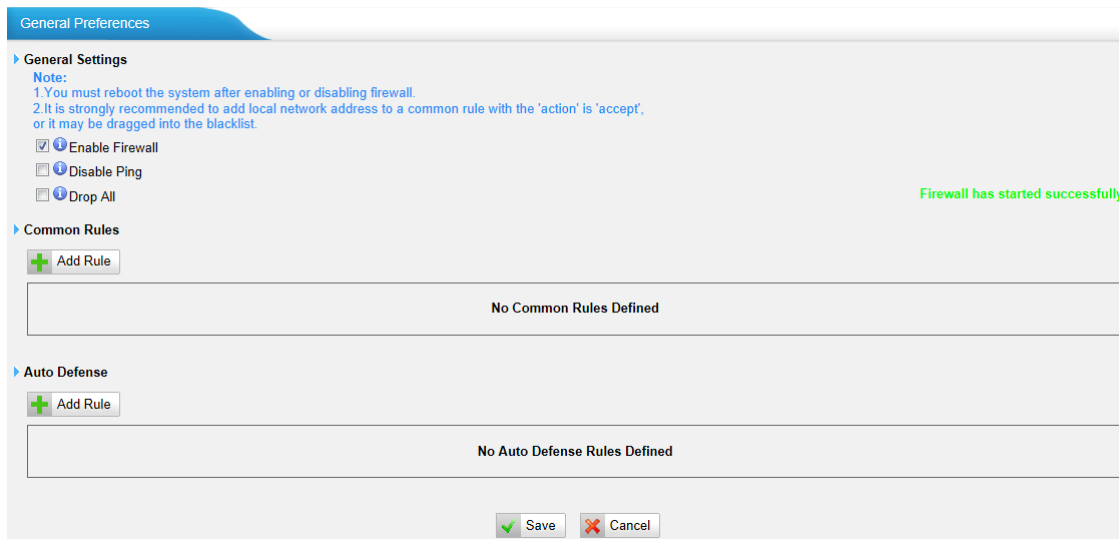 General Preferences
General Settings
Note:
1.You must reboot the system after enabling or disabling firewall.
2.It is strongly recommended to add local network address to a common rule with the 'action' is 'accept',
or it may be dragged into the blacklist.
Enable Firewall
Disable Ping
Drop All
Firewall has started successfully
Common Rules
Add Rule
No Common Rules Defined
Auto Defense
Add Rule
No Auto Defense Rules Defined
Save Cancel